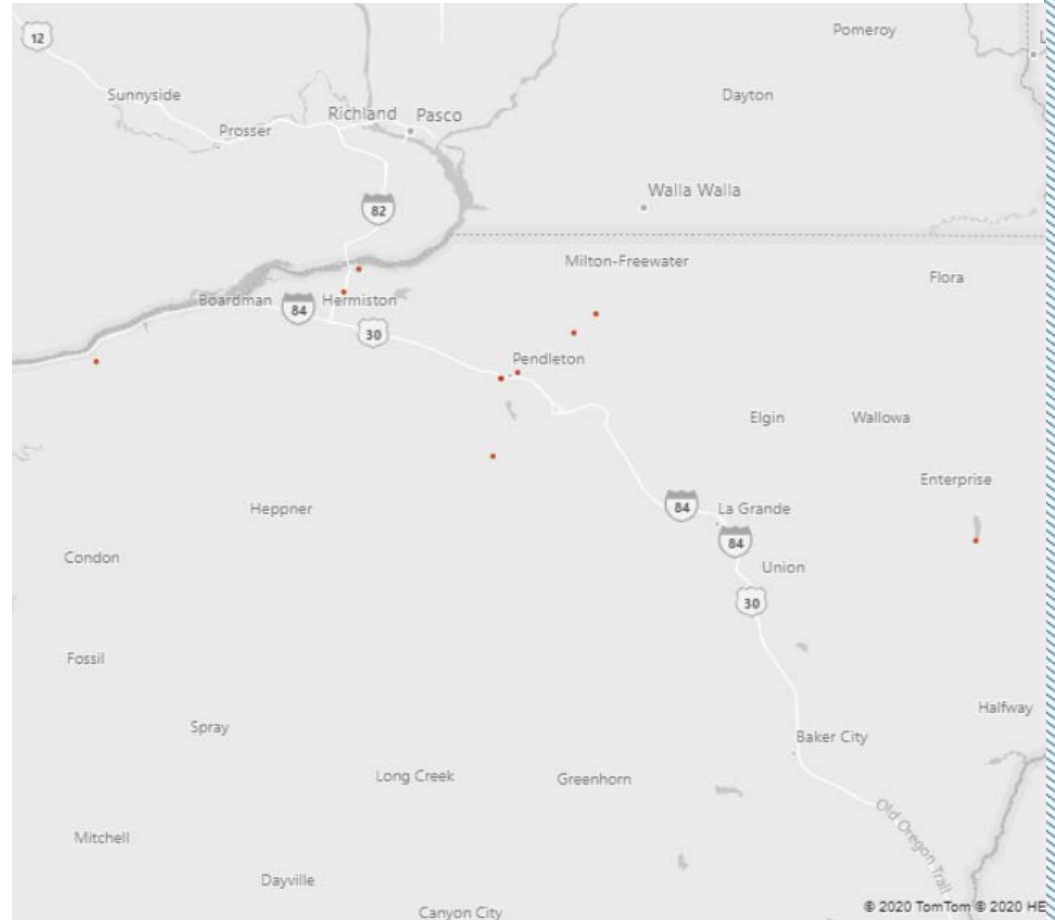 Pomeroy
12
L
Sunnyside
Dayton
Richland
Pasco
Prosser
Walla Walla
82
Milton-Freewater
Flora
Boardman
84
Hermiston
30
Pendleton
Elgin
Wallowa
Enterprise
84
La Grande
Heppner
84
Condon
Union
30
Fossil
Halfway
Spray
Baker City
Long Creek
Greenhorn
Old Oregon Trail
Mitchell
Dayville
Canyon City
© 2020 TomTom © 2020 HE